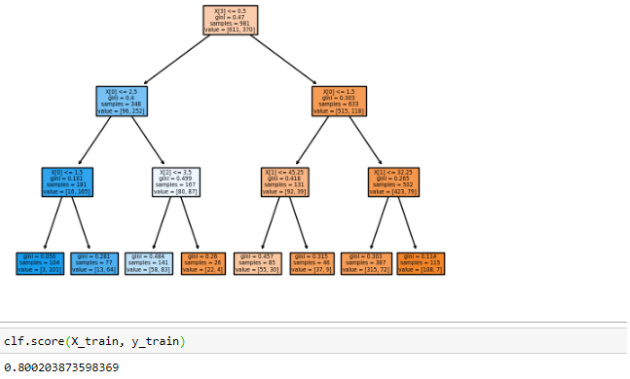 X[3] <= 0.5
gini = 0.47
samples = 981
value = [611, 370]
X[0] <= 2.5
gini = 0.4
samples = 348
value = [96, 252]
X[0] <= 1.5
gini = 0.303
samples = 633
value = [515, 118]
X[0] <= 1.5
gini = 0.161
samples = 181
value = [16, 165]
X[2] <= 3.5
gini = 0.499
samples = 167
value = [80, 87]
X[1] <= 45.25
gini = 0.418
samples = 131
value = [92, 39]
X[1] <= 32.25
gini = 0.265
samples = 502
value = [423, 79]
gini = 0.056
samples = 104
value = [3, 101]
gini = 0.281
samples = 77
value = [13, 64]
gini = 0.484
samples = 141
value = [58, 83]
gini = 0.26
samples = 26
value = [22, 4]
gini = 0.457
samples = 85
value = [55, 30]
gini = 0.315
samples = 46
value = [37, 9]
gini = 0.303
samples = 387
value = [315, 72]
gini = 0.114
samples = 115
value = [108, 7]
clf.score(X_train, y_train)
0.800203873598369